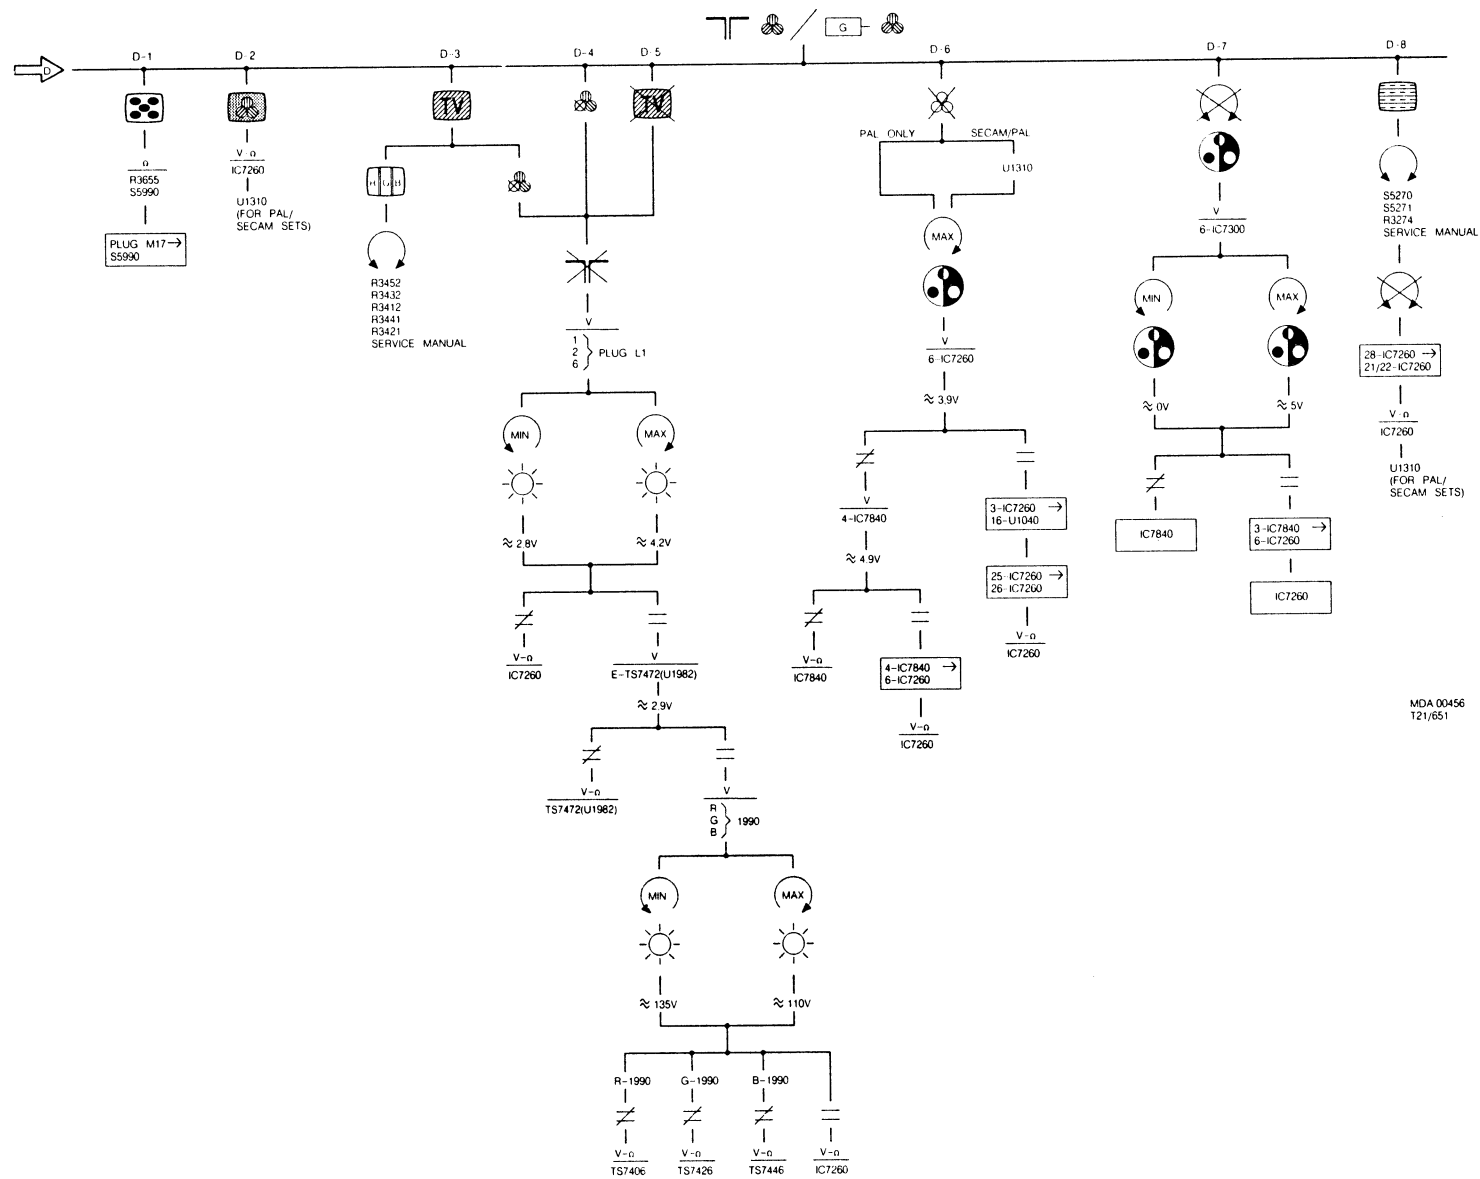 G
D
D-1
D-2
D-3
D-4
D-5
D-6
D-7
D-8
Ω
R3655
S5990
PLUG M17→
S5990
V-Ω
IC7260
U1310
(FOR PAL/
SECAM SETS)
TV
R G B
R3452
R3432
R3412
R3441
R3421
SERVICE MANUAL
TV
V
1
2
6
PLUG L1
MIN
MAX
≈ 2.8V
≈ 4.2V
V-Ω
IC7260
V
E-TS7472(U1982)
≈ 2.9V
V-Ω
TS7472(U1982)
V
R
G
B
1990
MIN
MAX
≈ 135V
≈ 110V
R-1990
G-1990
B-1990
V-Ω
TS7406
V-Ω
TS7426
V-Ω
TS7446
V-Ω
IC7260
PAL ONLY
SECAM/PAL
U1310
MAX
V
6-IC7260
≈ 3.9V
V
4-IC7840
≈ 4.9V
V-Ω
IC7840
4-IC7840 →
6-IC7260
V-Ω
IC7260
3-IC7260 →
16-U1040
25-IC7260 →
26-IC7260
V-Ω
IC7260
V
6-IC7300
MIN
MAX
≈ 0V
≈ 5V
IC7840
3-IC7840 →
6-IC7260
IC7260
S5270
S5271
R3274
SERVICE MANUAL
28-IC7260 →
21/22-IC7260
V-Ω
IC7260
U1310
(FOR PAL/
SECAM SETS)
MDA 00456
T21/651